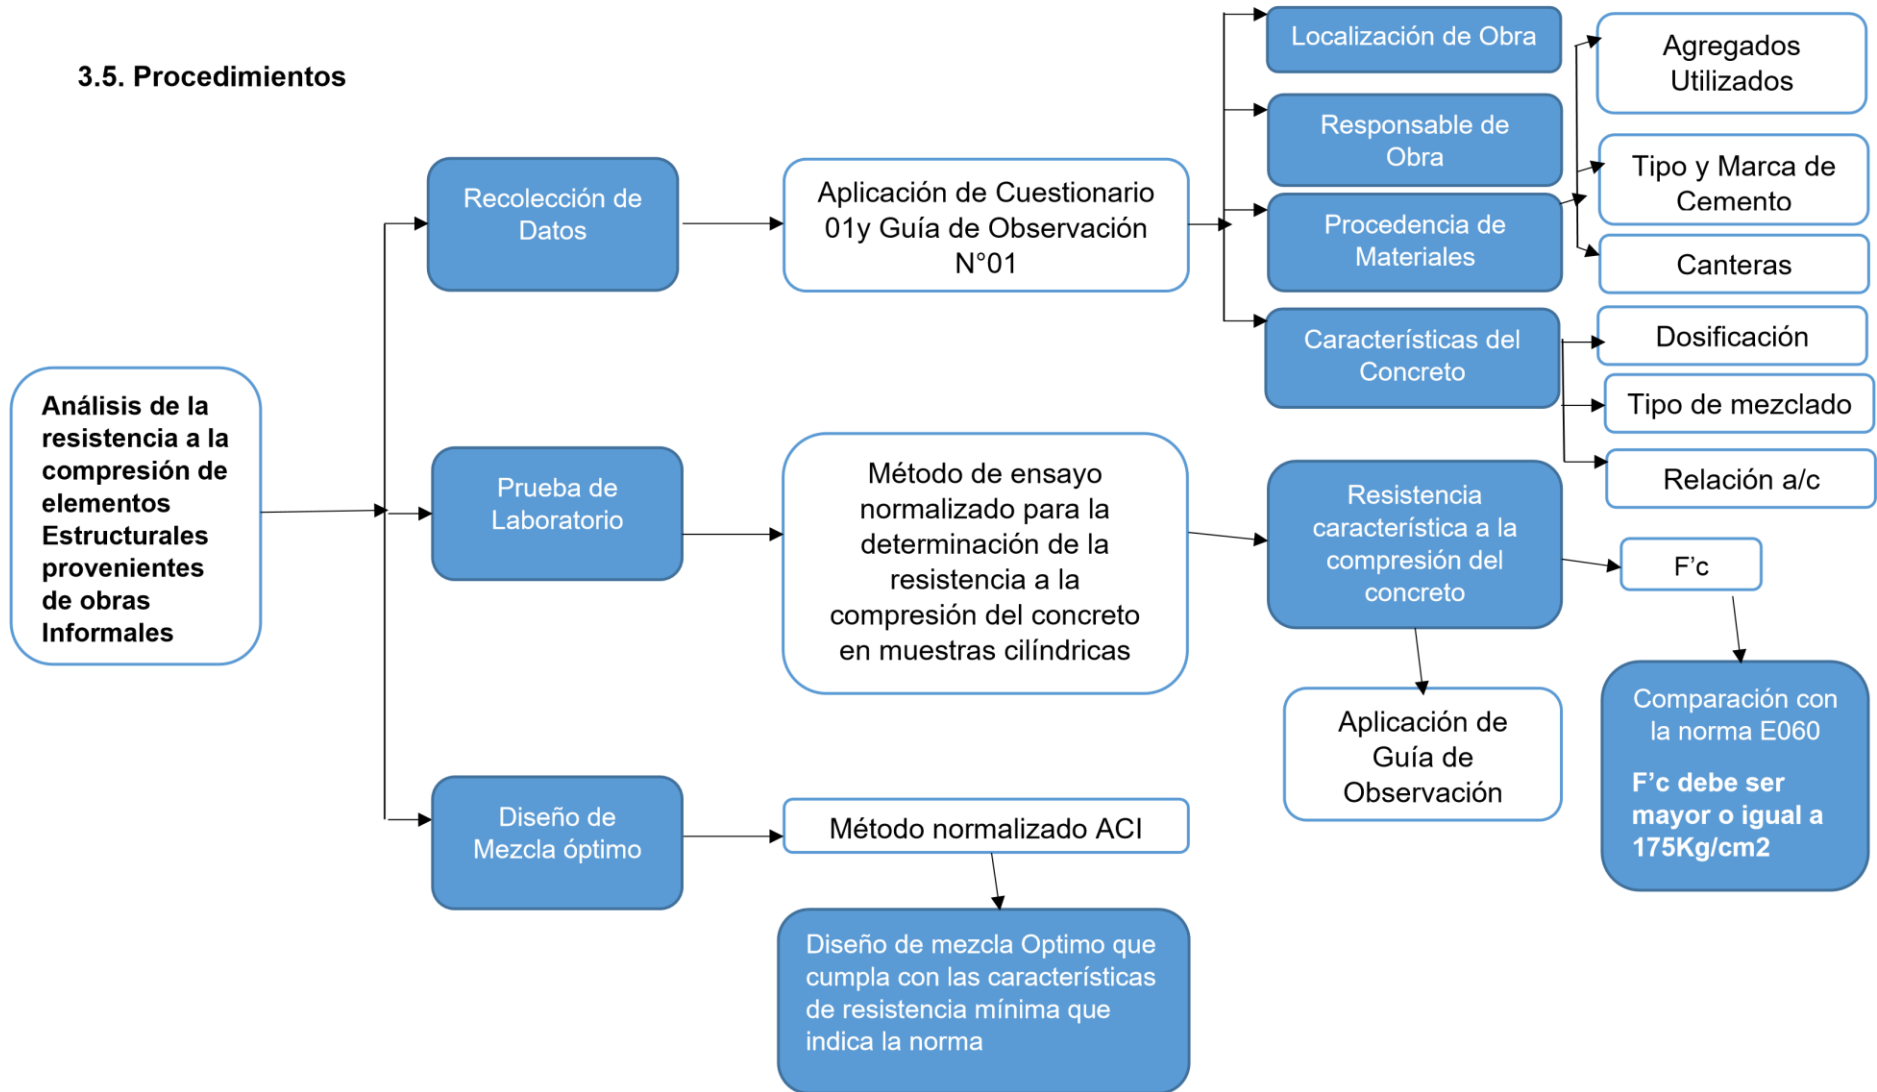 3.5. Procedimientos
Análisis de la
resistencia a la
compresión de
elementos
Estructurales
provenientes
de obras
Informales
Recolección de
Datos
Aplicación de Cuestionario
01y Guía de Observación
N°01
Localización de Obra
Responsable de
Obra
Procedencia de
Materiales
Características del
Concreto
Agregados
Utilizados
Tipo y Marca de
Cemento
Canteras
Dosificación
Tipo de mezclado
Relación a/c
Prueba de
Laboratorio
Método de ensayo
normalizado para la
determinación de la
resistencia a la
compresión del concreto
en muestras cilíndricas
Resistencia
característica a la
compresión del
concreto
F’c
Aplicación de
Guía de
Observación
Comparación con
la norma E060
F’c debe ser
mayor o igual a
175Kg/cm2
Diseño de
Mezcla óptimo
Método normalizado ACI
Diseño de mezcla Optimo que
cumpla con las características
de resistencia mínima que
indica la norma